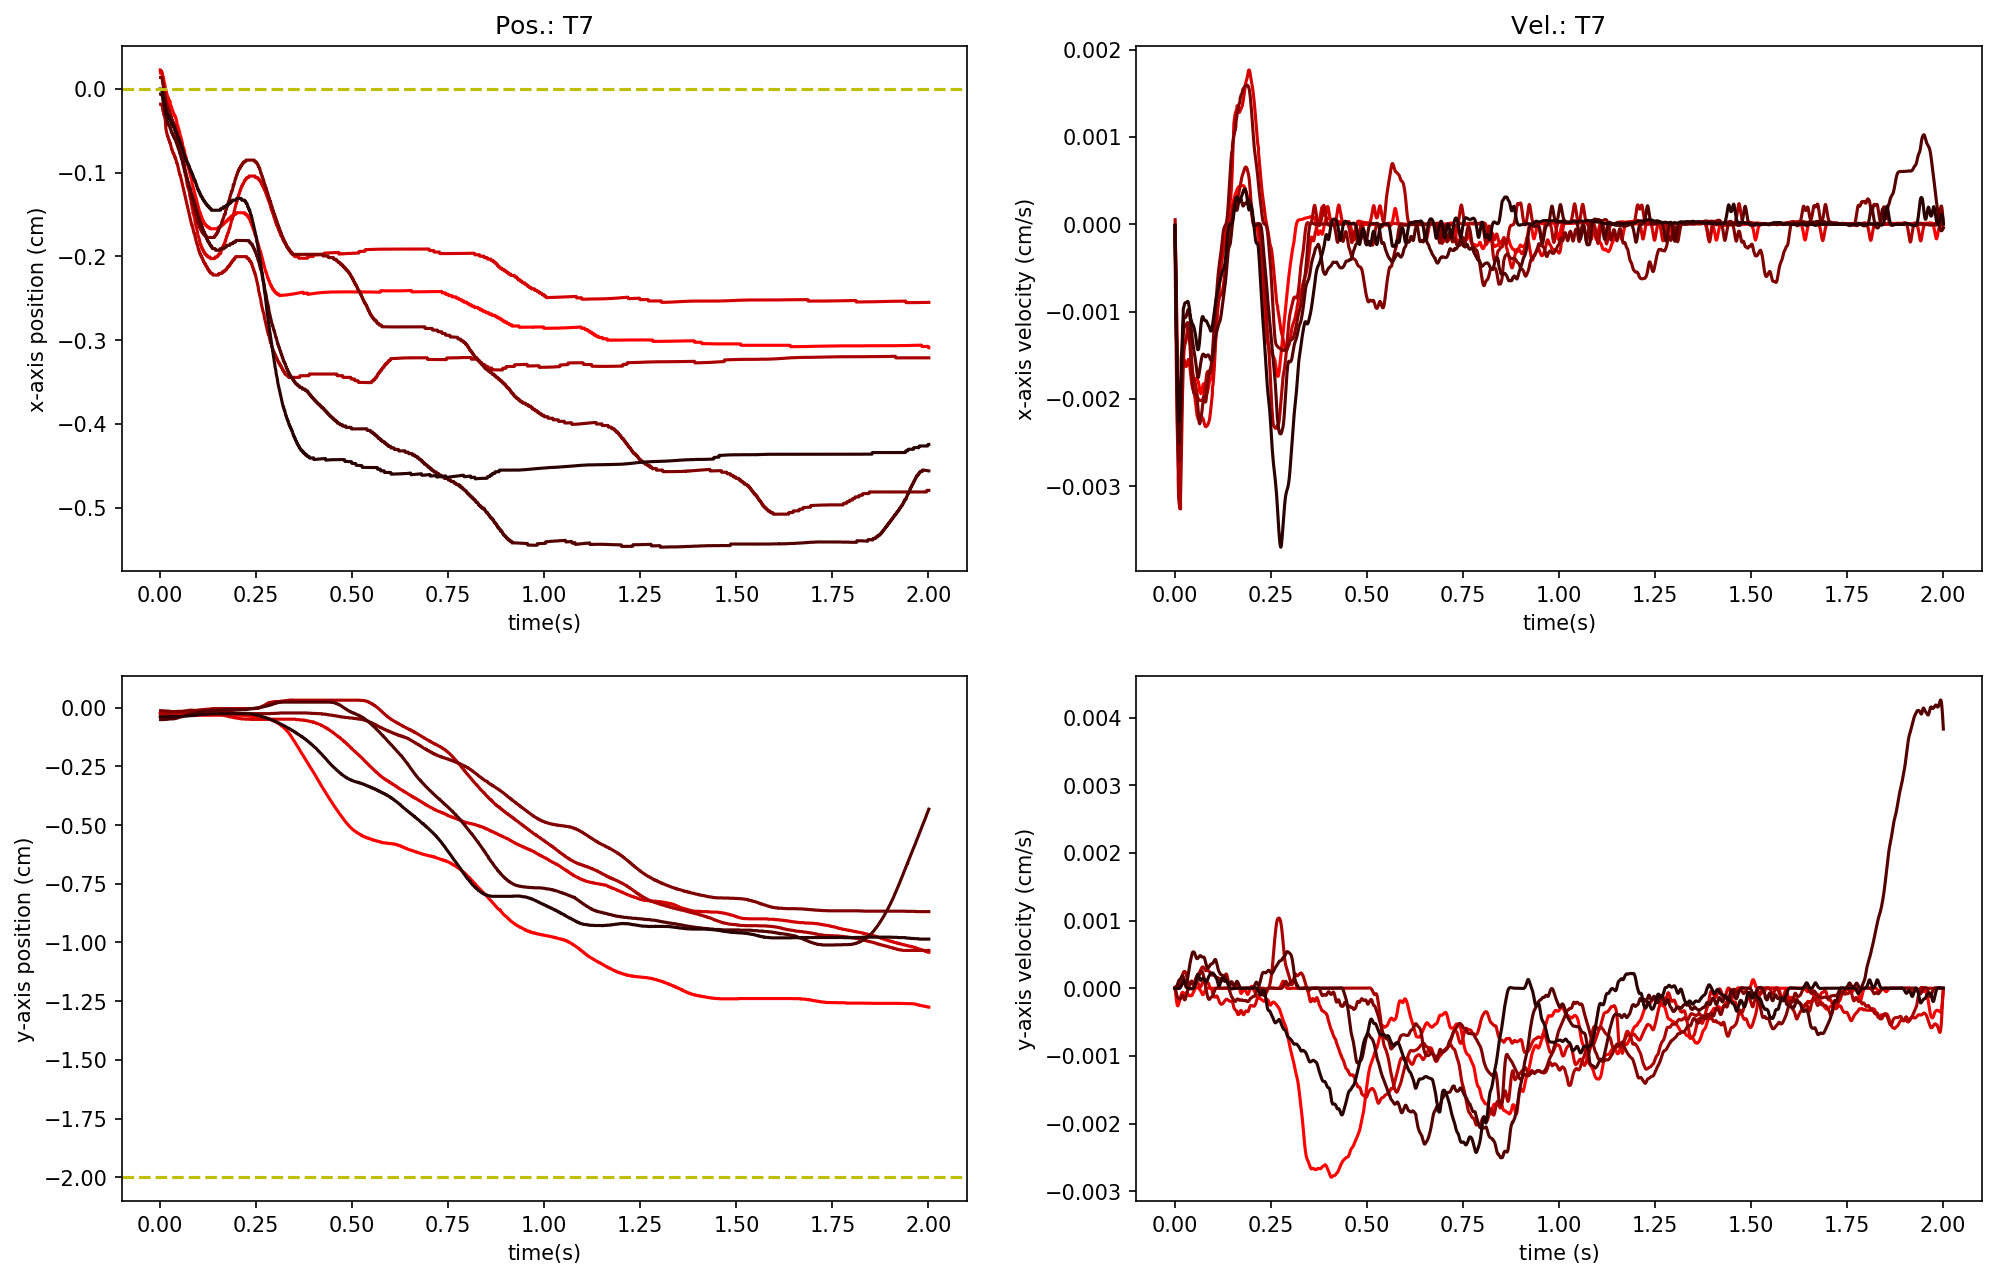 Pos.: T7
Vel.: T7
x-axis position (cm)
0.0
−0.1
−0.2
−0.3
−0.4
−0.5
0.00 0.25 0.50 0.75 1.00 1.25 1.50 1.75 2.00
time(s)
x-axis velocity (cm/s)
0.002
0.001
0.000
−0.001
−0.002
−0.003
0.00 0.25 0.50 0.75 1.00 1.25 1.50 1.75 2.00
time(s)
y-axis position (cm)
0.00
−0.25
−0.50
−0.75
−1.00
−1.25
−1.50
−1.75
−2.00
0.00 0.25 0.50 0.75 1.00 1.25 1.50 1.75 2.00
time(s)
y-axis velocity (cm/s)
0.004
0.003
0.002
0.001
0.000
−0.001
−0.002
−0.003
0.00 0.25 0.50 0.75 1.00 1.25 1.50 1.75 2.00
time (s)